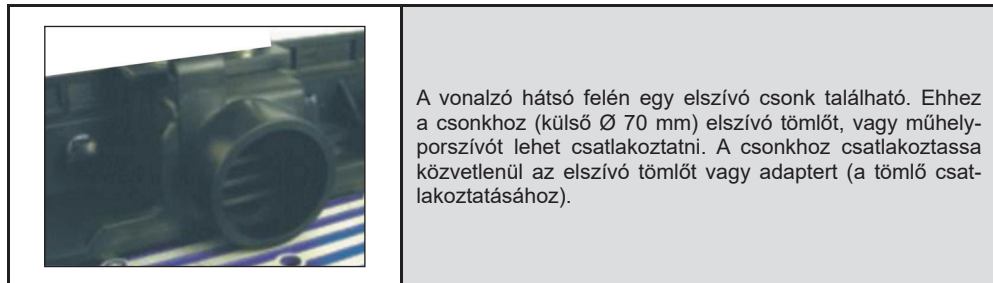 A vonalzó hátsó felén egy elszívó csonk található. Ehhez
a csonkhoz (külső Ø 70 mm) elszívó tömlőt, vagy műhely-
porszívót lehet csatlakoztatni. A csonkhoz csatlakoztassa
közvetlenül az elszívó tömlőt vagy adaptert (a tömlő csat-
lakoztatásához).